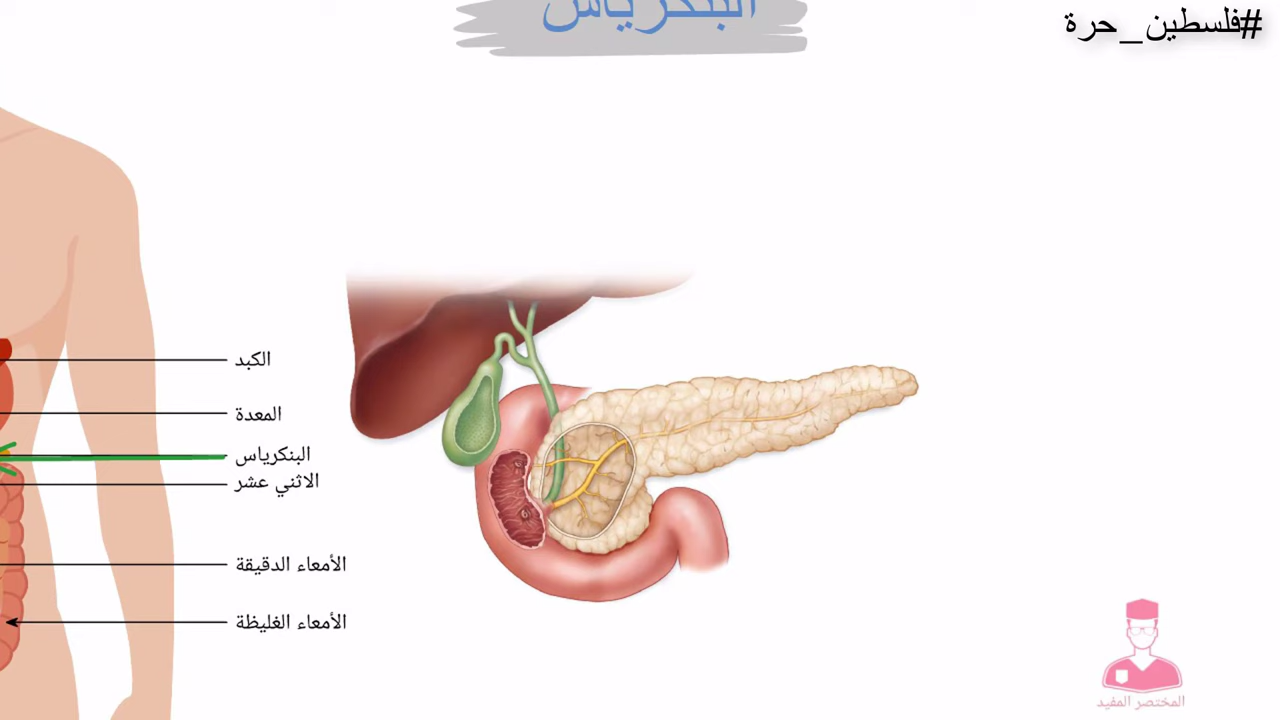 البنكرياس
#فلسطين_حرة
الكبد
المعدة
البنكرياس
الاثني عشر
الأمعاء الدقيقة
الأمعاء الغليظة
المختصر المفيد